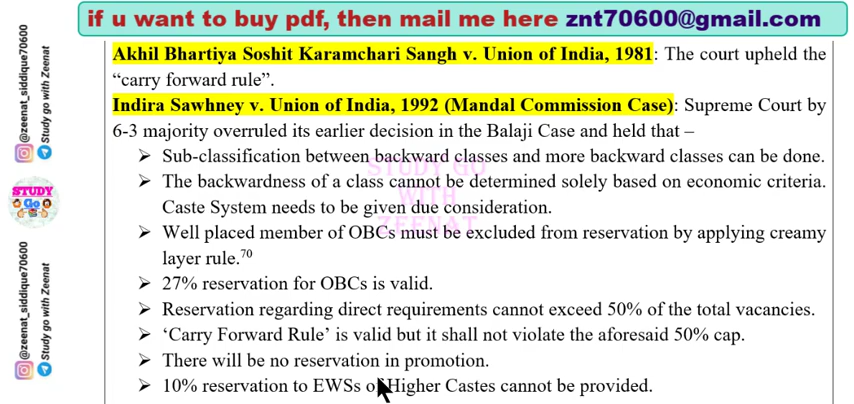 if u want to buy pdf, then mail me here znt70600@gmail.com
Akhil Bhartiya Soshit Karamchari Sangh v. Union of India, 1981: The court upheld the
“carry forward rule”.
Indira Sawhney v. Union of India, 1992 (Mandal Commission Case): Supreme Court by
6-3 majority overruled its earlier decision in the Balaji Case and held that –
➤ Sub-classification between backward classes and more backward classes can be done.
➤ The backwardness of a class cannot be determined solely based on economic criteria.
Caste System needs to be given due consideration.
➤ Well placed member of OBCs must be excluded from reservation by applying creamy
layer rule.70
➤ 27% reservation for OBCs is valid.
➤ Reservation regarding direct requirements cannot exceed 50% of the total vacancies.
➤ ‘Carry Forward Rule’ is valid but it shall not violate the aforesaid 50% cap.
➤ There will be no reservation in promotion.
➤ 10% reservation to EWSs of Higher Castes cannot be provided.
STUDY GO
WITH
ZEENAT
@zeenat_siddique70600
Study go with Zeenat
STUDY
Go
@zeenat_siddique70600
Study go with Zeenat